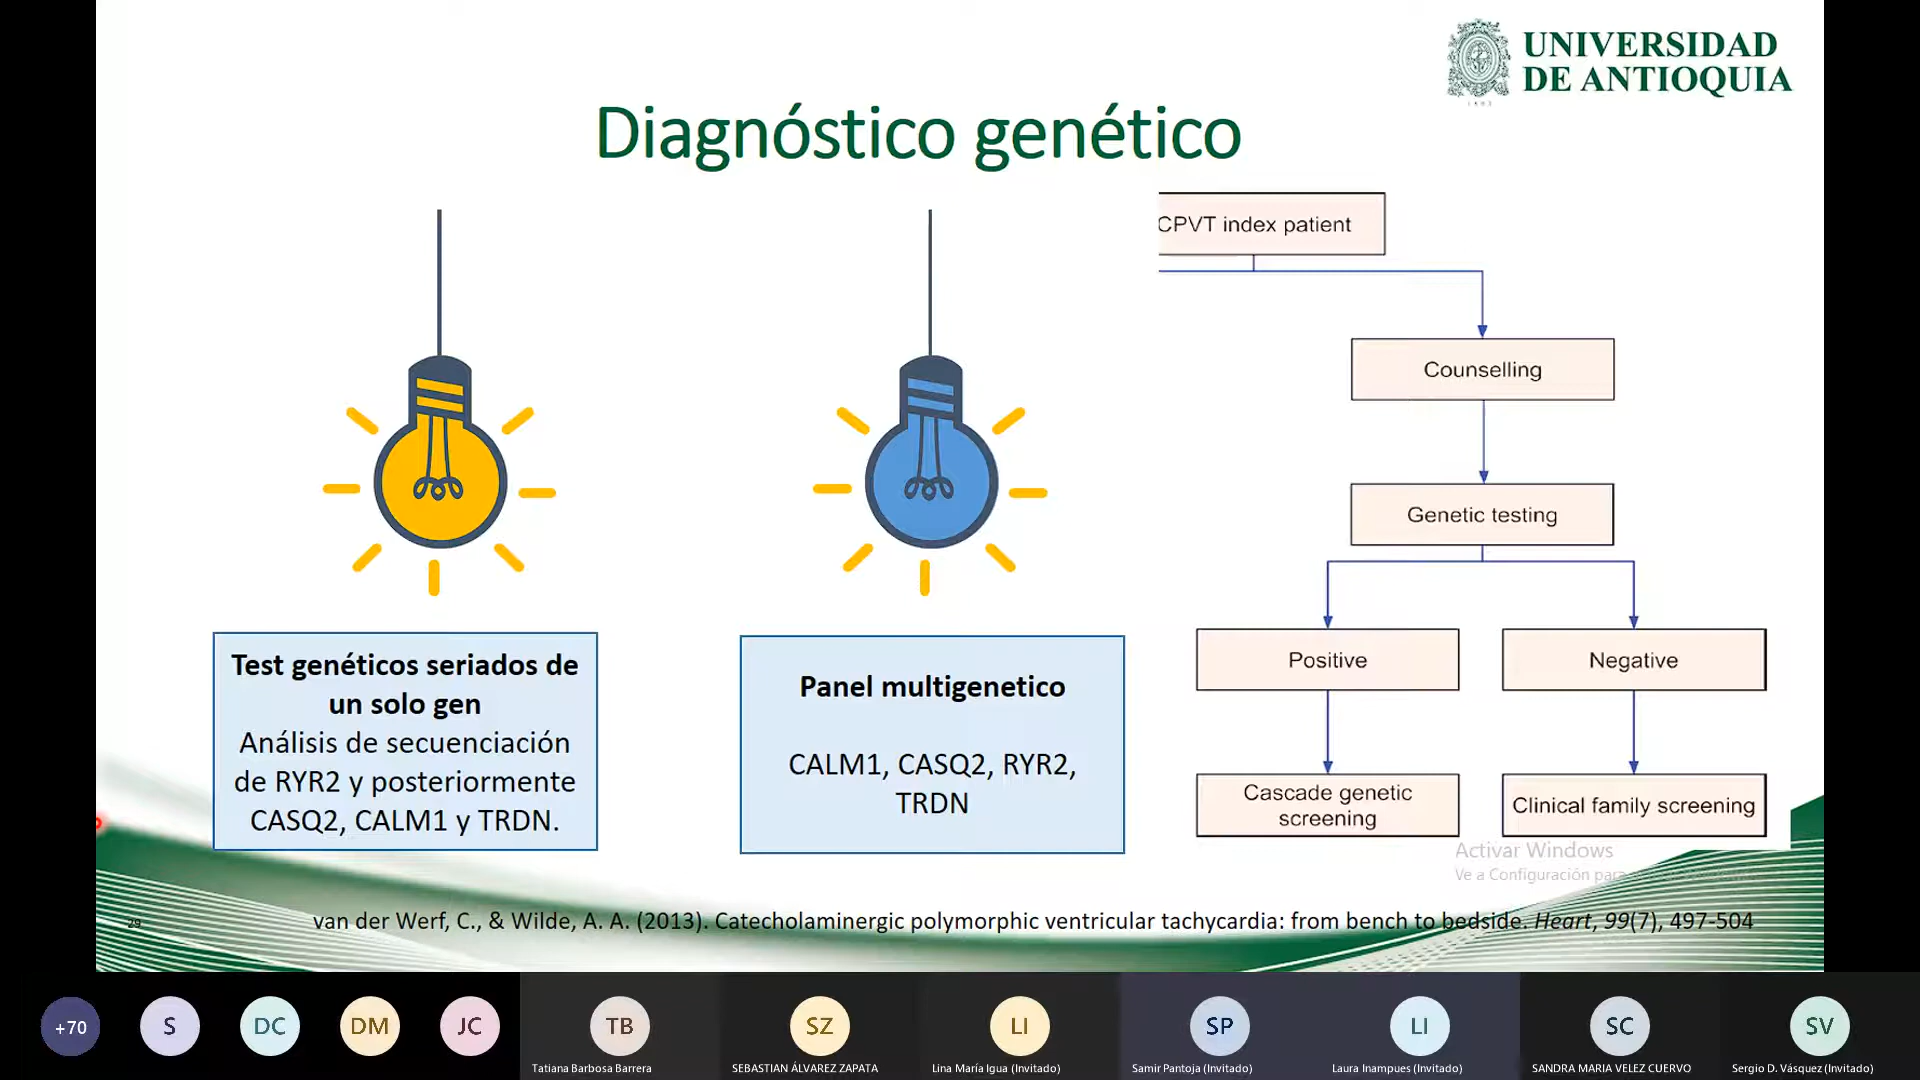 UNIVERSIDAD
DE ANTIOQUIA
1803
Diagnóstico genético
CPVT index patient
Counselling
Genetic testing
Positive
Negative
Cascade genetic
screening
Clinical family screening
Test genéticos seriados de
un solo gen
Análisis de secuenciación
de RYR2 y posteriormente
CASQ2, CALM1 y TRDN.
Panel multigenetico
CALM1, CASQ2, RYR2,
TRDN
Activar Windows
Ve a Configuración para
29
van der Werf, C., & Wilde, A. A. (2013). Catecholaminergic polymorphic ventricular tachycardia: from bench to bedside. Heart, 99(7), 497-504
+70
S
DC
DM
JC
TB
SZ
LI
SP
LI
SC
SV
Tatiana Barbosa Barrera
SEBASTIAN ÁLVAREZ ZAPATA
Lina María Igua (Invitado)
Samir Pantoja (Invitado)
Laura Inampues (Invitado)
SANDRA MARIA VELEZ CUERVO
Sergio D. Vásquez (Invitado)